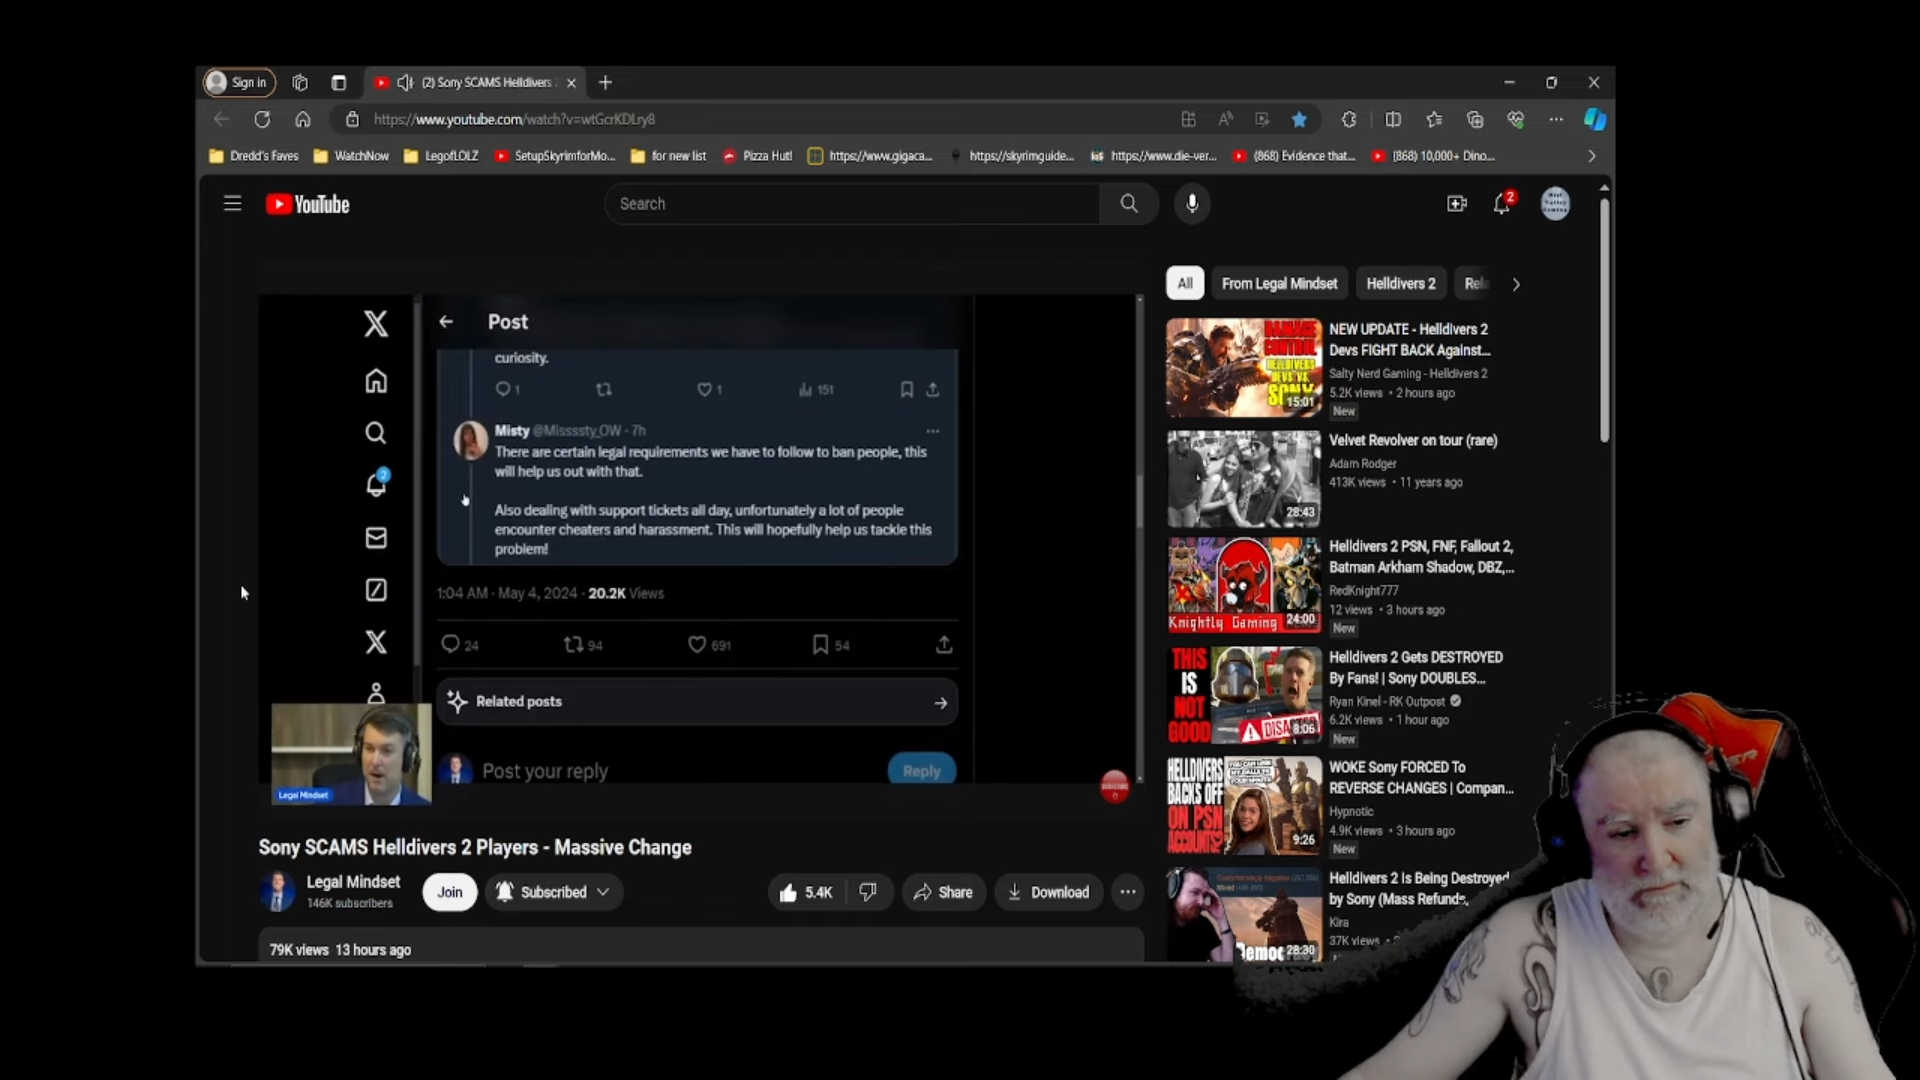 Sign in
(2) Sony SCAMS Helldivers
https://www.youtube.com/watch?v=wtGcrKDLry8
Dredd's Faves
WatchNow
LegofLOLZ
SetupSkyrimforMo...
for new list
Pizza Hut!
https://www.gigaca...
https://skyrimguide...
https://www.die-ver...
(868) Evidence that...
(868) 10,000+ Dino...
YouTube
Search
2
All
From Legal Mindset
Helldivers 2
Post
curiosity.
1
1
151
Misty @Missssty_OW · 7h
There are certain legal requirements we have to follow to ban people, this
will help us out with that.
Also dealing with support tickets all day, unfortunately a lot of people
encounter cheaters and harassment. This will hopefully help us tackle this
problem!
1:04 AM · May 4, 2024 · 20.2K Views
24
94
691
54
Related posts
Post your reply
Reply
2
Legal Mindset
Sony SCAMS Helldivers 2 Players - Massive Change
Legal Mindset
146K subscribers
Join
Subscribed
5.4K
Share
Download
79K views 13 hours ago
DAMAGE
CONTROL
HELLDIVERS
DEVS VS.
SONY
15:01
NEW UPDATE - Helldivers 2
Devs FIGHT BACK Against...
Salty Nerd Gaming - Helldivers 2
5.2K views • 2 hours ago
New
28:43
Velvet Revolver on tour (rare)
Adam Rodger
413K views • 11 years ago
Knightly Gaming
24:00
Helldivers 2 PSN, FNF, Fallout 2,
Batman Arkham Shadow, DBZ,...
RedKnight777
12 views • 3 hours ago
New
THIS
IS
NOT
GOOD
8:06
Helldivers 2 Gets DESTROYED
By Fans! | Sony DOUBLES...
Ryan Kinel - RK Outpost
6.2K views • 1 hour ago
New
HELLDIVERS
BACKS OFF
ON PSN
ACCOUNTS?
9:26
WOKE Sony FORCED To
REVERSE CHANGES | Compan...
Hypnotic
4.9K views • 3 hours ago
New
28:30
Helldivers 2 Is Being Destroyed
by Sony (Mass Refunds,
Kira
37K views •